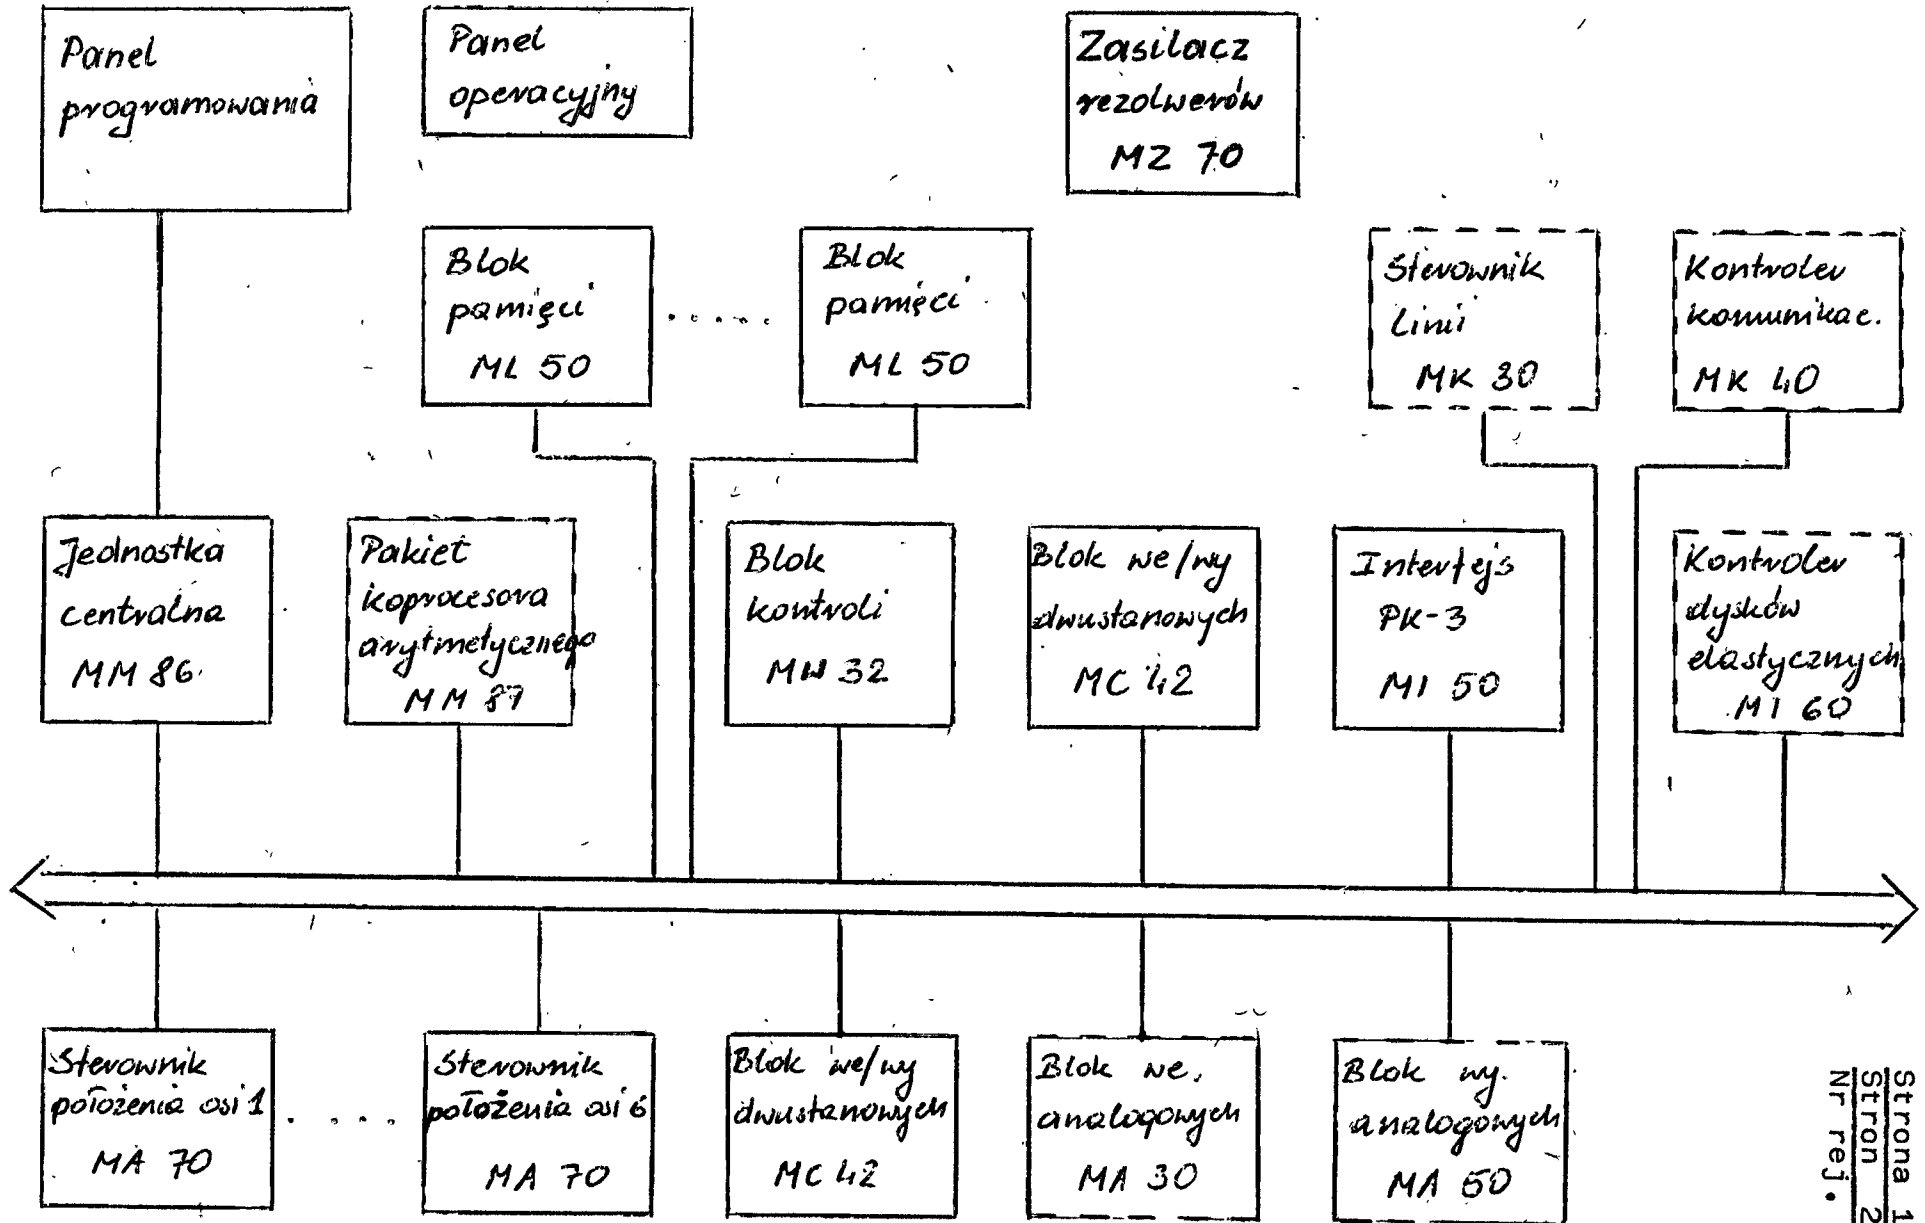 Panel
programowania
Panel
operacyjny
Zasilacz
rezolwerów
MZ 70
Blok
pamięci
ML 50
Blok
pamięci
ML 50
Sterownik
Linii
MK 30
Kontroler
komunikac.
MK 40
Jednostka
centralna
MM 86
Pakiet
koprocesora
arytmetycznego
MM 87
Blok
kontroli
MW 32
Blok we/wy
dwustanowych
MC 42
Interfejs
PK-3
MI 50
Kontroler
dysków
elastycznych
MI 60
Sterownik
położenia osi 1
MA 70
Sterownik
położenia osi 6
MA 70
Blok we/wy
dwustanowych
MC 42
Blok we.
analogowych
MA 30
Blok wy.
analogowych
MA 50
Strona 1
Stron 2
Nr rej.